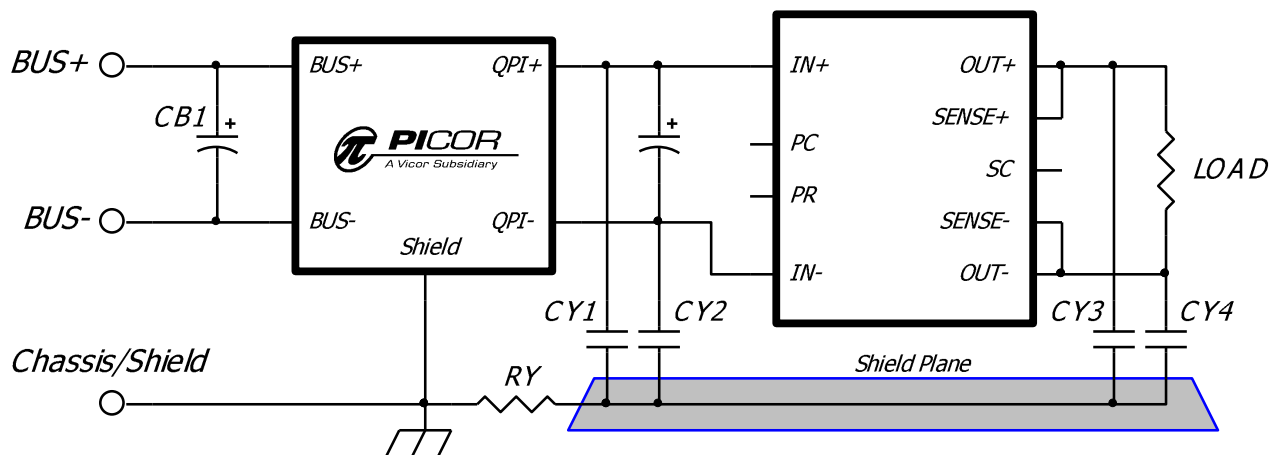 BUS+
BUS+
QPI+
IN+
OUT+
CB1
+
+
SENSE+
PC
π PICOR
A Vicor Subsidiary
SC
LOAD
PR
BUS-
BUS-
QPI-
SENSE-
Shield
IN-
OUT-
CY1
CY2
CY3
CY4
Chassis/Shield
RY
Shield Plane